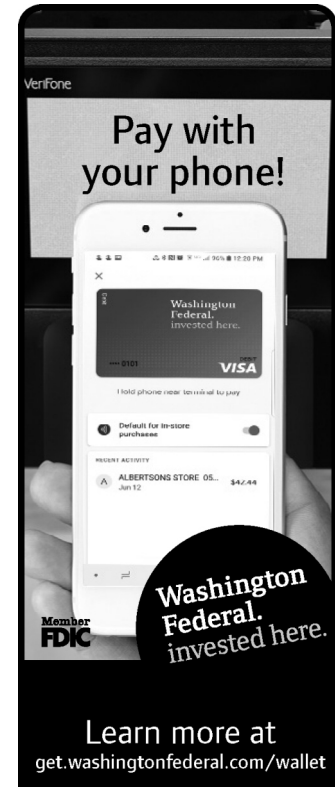 VeriFone
Pay with
your phone!
96% 12:20 PM
Washington
Federal.
invested here.
0101
DEBIT
VISA
Hold phone near terminal to pay
Default for in-store
purchases
RECENT ACTIVITY
A ALBERTSONS STORE 05... $42.44
Jun 12
Member
FDIC
Washington
Federal.
invested here.
Learn more at
get.washingtonfederal.com/wallet